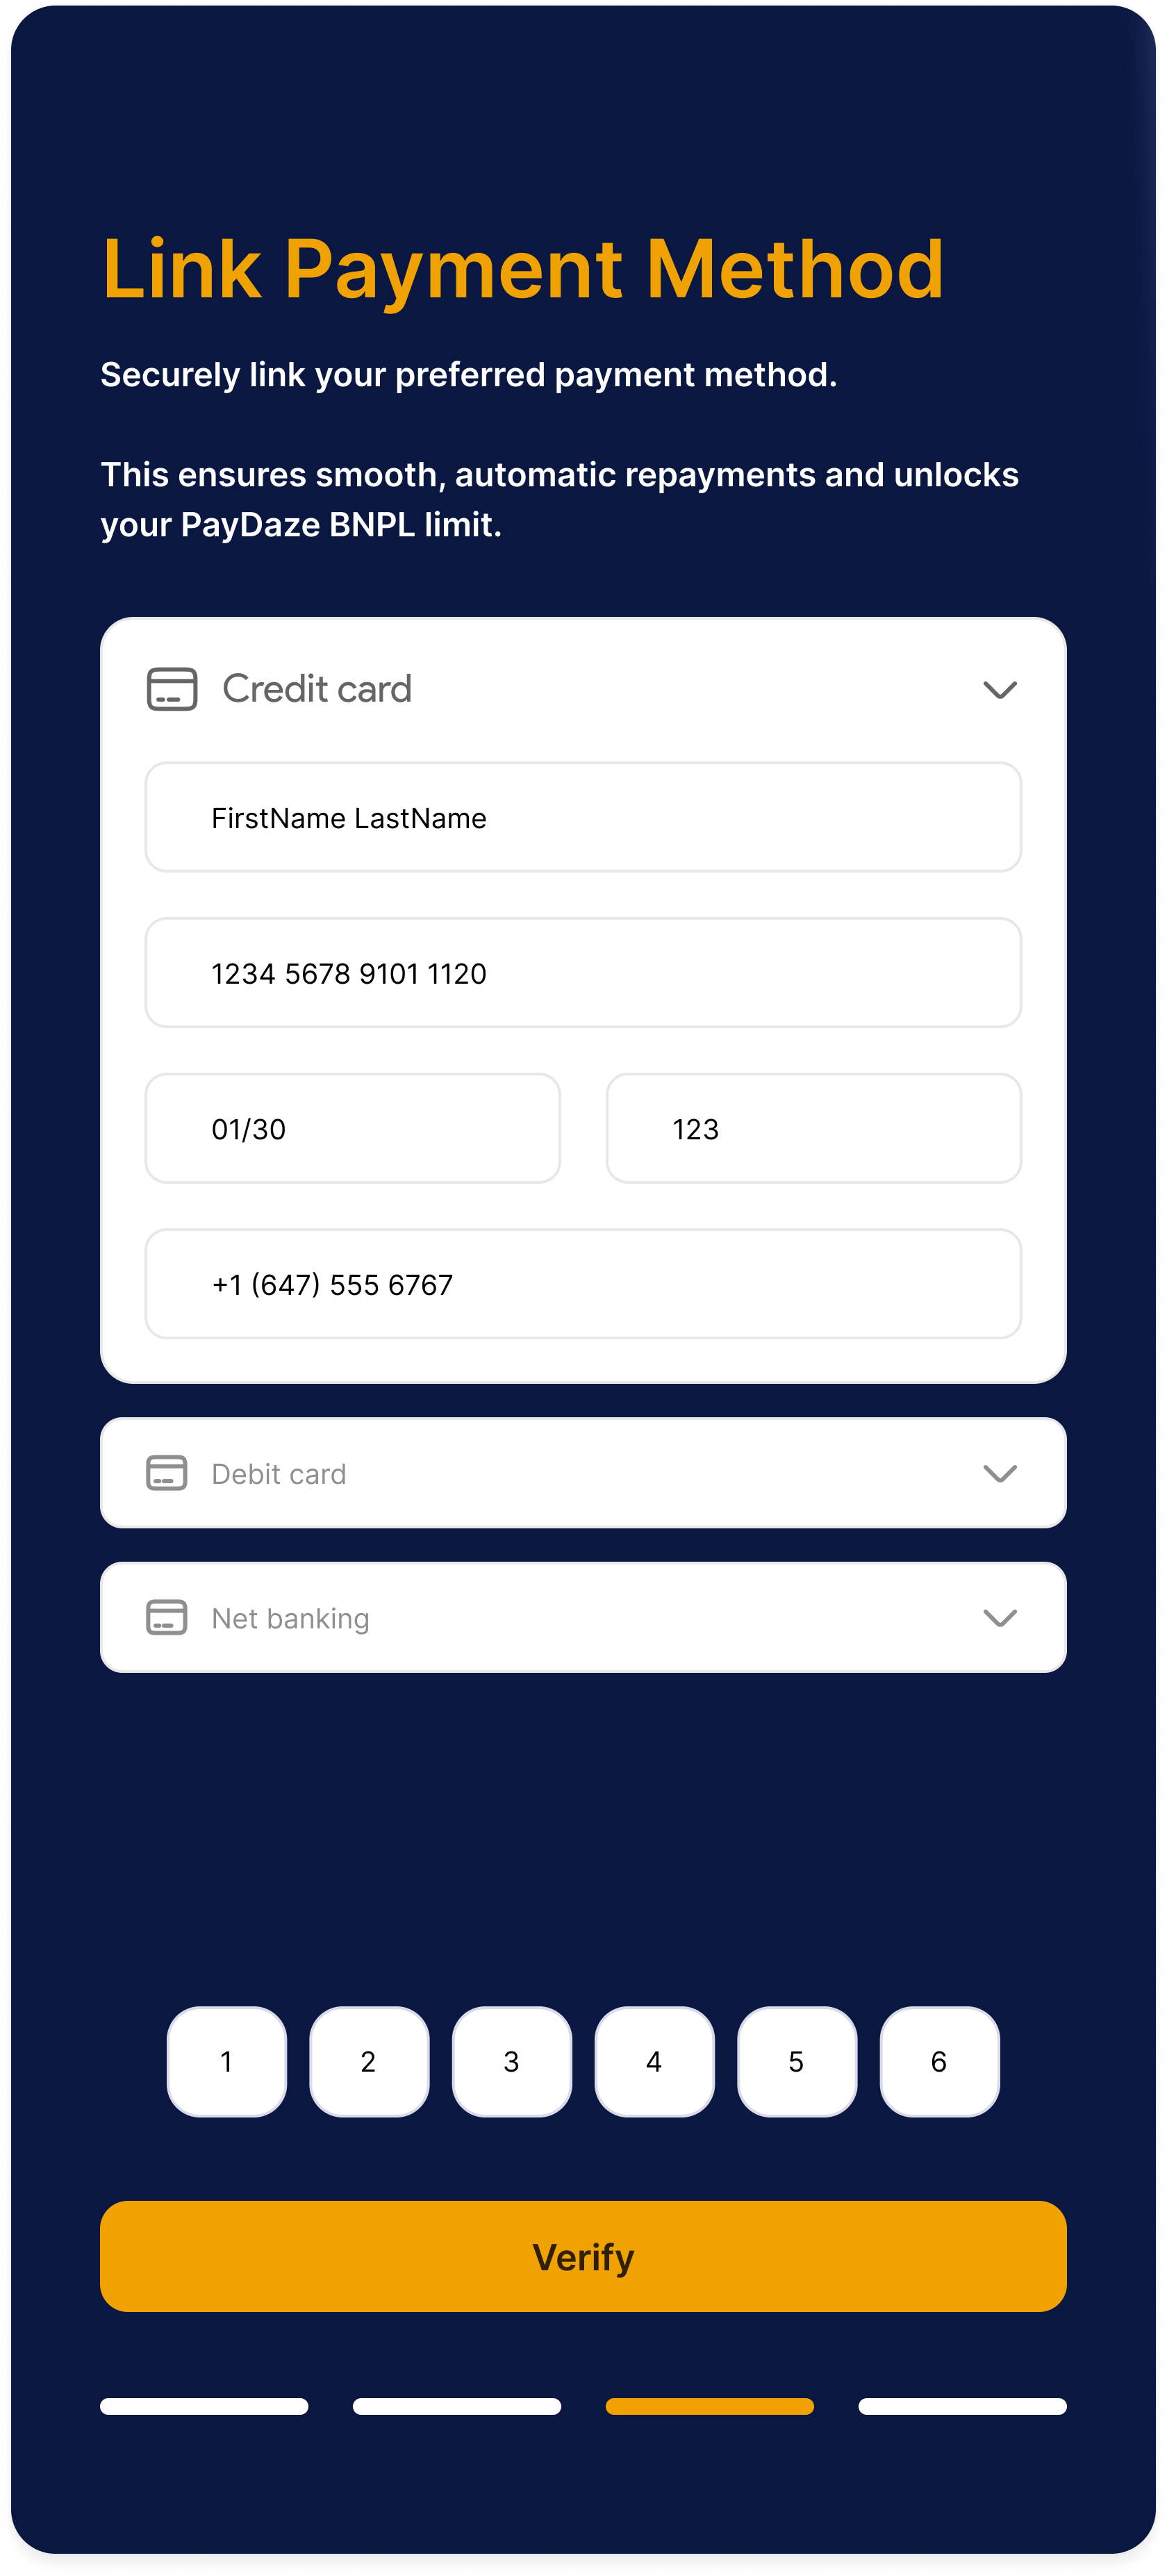 Link Payment Method
Securely link your preferred payment method.
This ensures smooth, automatic repayments and unlocks
your PayDaze BNPL limit.
Credit card
FirstName LastName
1234 5678 9101 1120
01/30 123
+1 (647) 555 6767
Debit card
Net banking
1 2 3 4 5 6
Verify